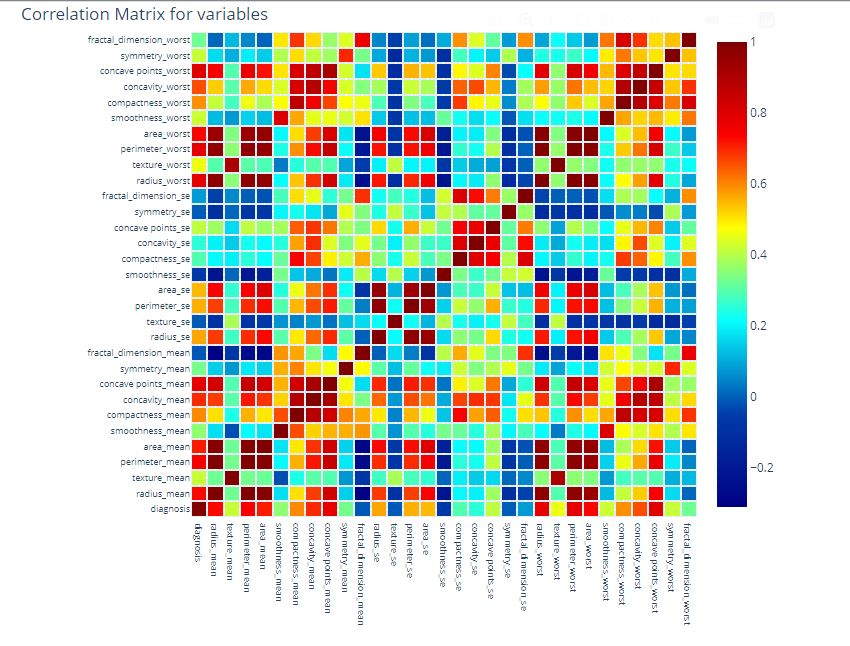 Correlation Matrix for variables
fractal_dimension_worst
symmetry_worst
concave points_worst
concavity_worst
compactness_worst
smoothness_worst
area_worst
perimeter_worst
texture_worst
radius_worst
fractal_dimension_se
symmetry_se
concave points_se
concavity_se
compactness_se
smoothness_se
area_se
perimeter_se
texture_se
radius_se
fractal_dimension_mean
symmetry_mean
concave points_mean
concavity_mean
compactness_mean
smoothness_mean
area_mean
perimeter_mean
texture_mean
radius_mean
diagnosis
diagnosis
radius_mean
texture_mean
perimeter_mean
area_mean
smoothness_mean
compactness_mean
concavity_mean
concave points_mean
symmetry_mean
fractal_dimension_mean
radius_se
texture_se
perimeter_se
area_se
smoothness_se
compactness_se
concavity_se
concave points_se
symmetry_se
fractal_dimension_se
radius_worst
texture_worst
perimeter_worst
area_worst
smoothness_worst
compactness_worst
concavity_worst
concave points_worst
symmetry_worst
fractal_dimension_worst
1
0.8
0.6
0.4
0.2
0
−0.2